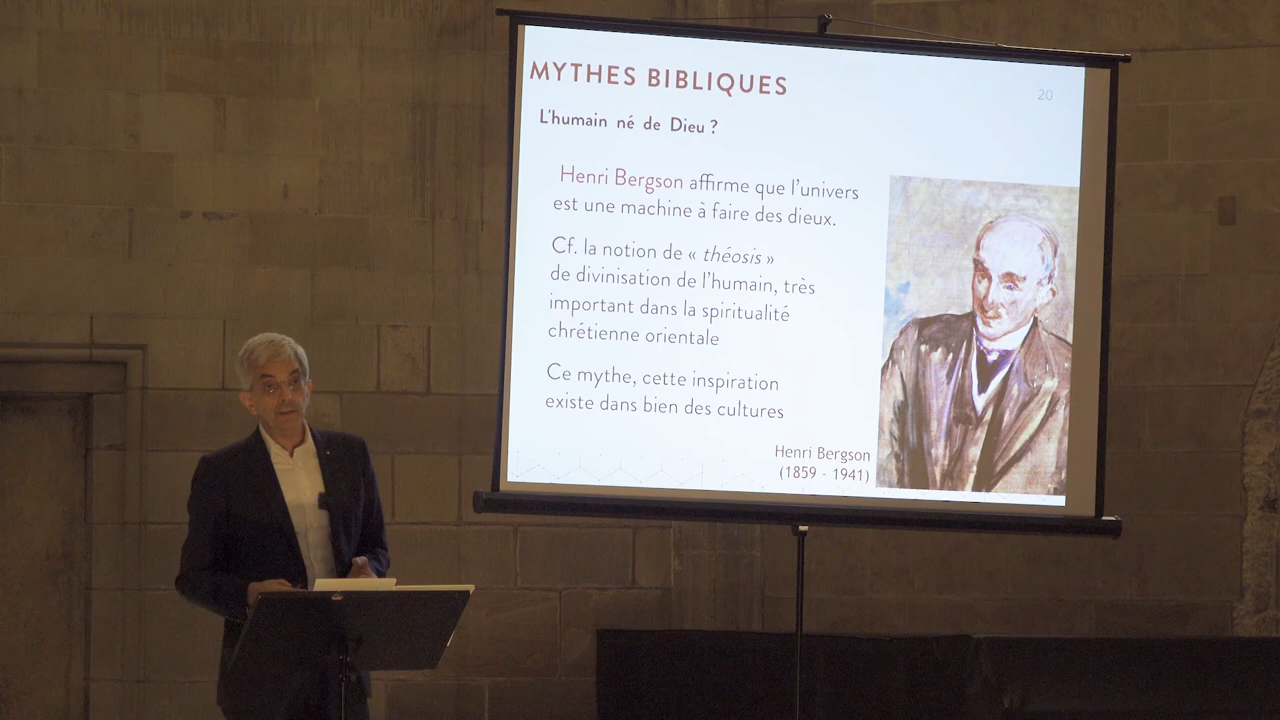 MYTHES BIBLIQUES
20
L'humain né de Dieu ?
Henri Bergson affirme que l'univers
est une machine à faire des dieux.
Cf. la notion de « théosis »
de divinisation de l'humain, très
important dans la spiritualité
chrétienne orientale
Ce mythe, cette inspiration
existe dans bien des cultures
Henri Bergson
(1859 - 1941)